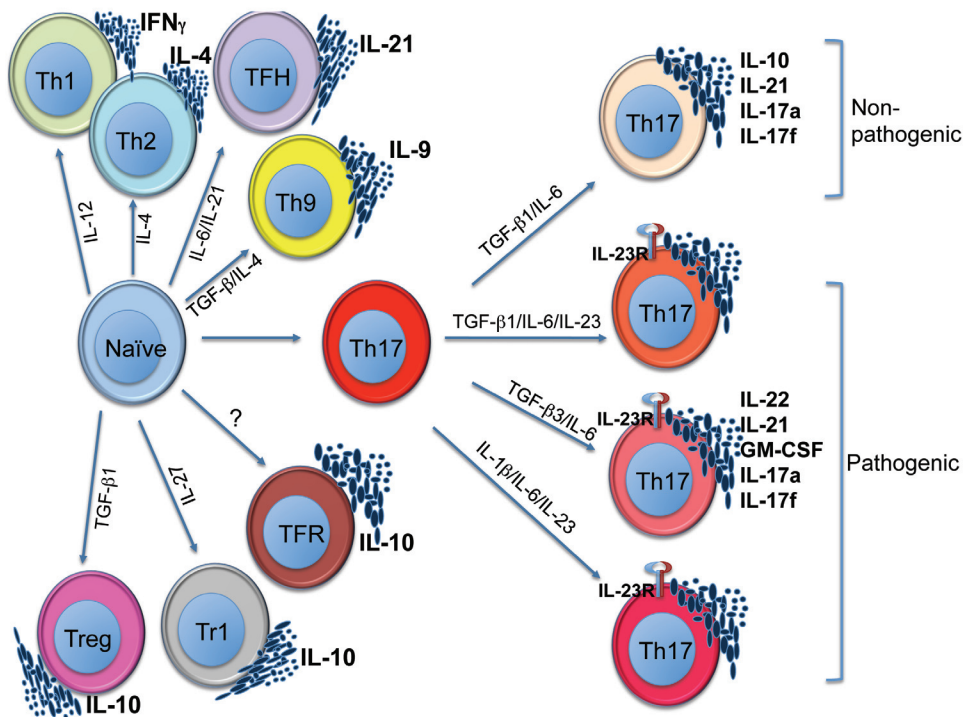 IFNγ
IL-4
IL-21
Th1
Th2
TFH
IL-9
Th9
IL-12
IL-4
IL-6/IL-21
TGF-β/IL-4
Naïve
Th17
?
TGF-β1
IL-27
TFR
IL-10
Treg
IL-10
Tr1
IL-10
TGF-β1/IL-6
TGF-β1/IL-6/IL-23
TGF-β3/IL-6
IL-1β/IL-6/IL-23
Th17
IL-10
IL-21
IL-17a
IL-17f
Non-
pathogenic
IL-23R
Th17
IL-23R
Th17
IL-22
IL-21
GM-CSF
IL-17a
IL-17f
Pathogenic
IL-23R
Th17